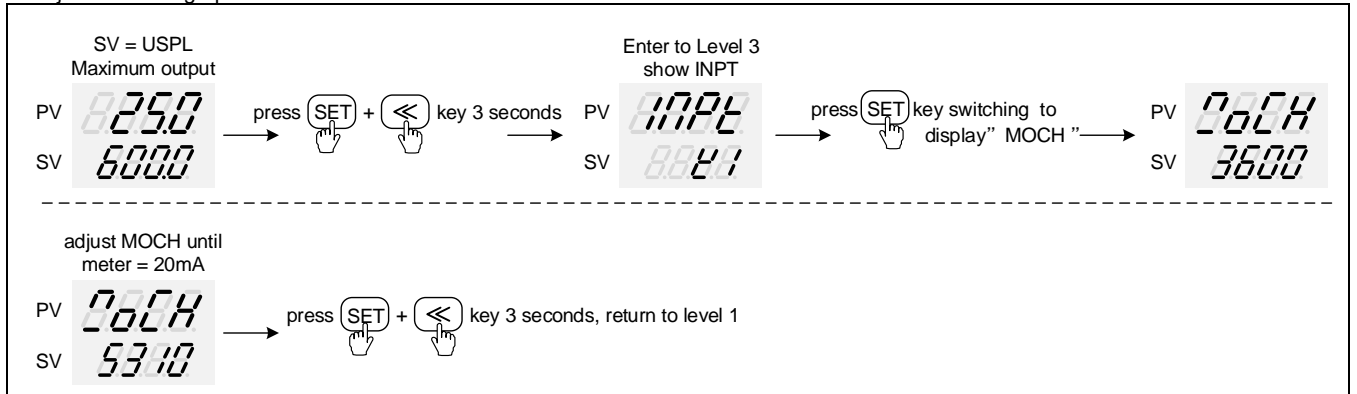 SV = USPL
Maximum output
PV 25.0
SV 600.0
press SET + ≪ key 3 seconds
Enter to Level 3
show INPT
PV INPt
SV K1
press SET key switching to
display” MOCH ”
PV MoCH
SV 3600
adjust MOCH until
meter = 20mA
PV MoCH
SV 5310
press SET + ≪ key 3 seconds, return to level 1